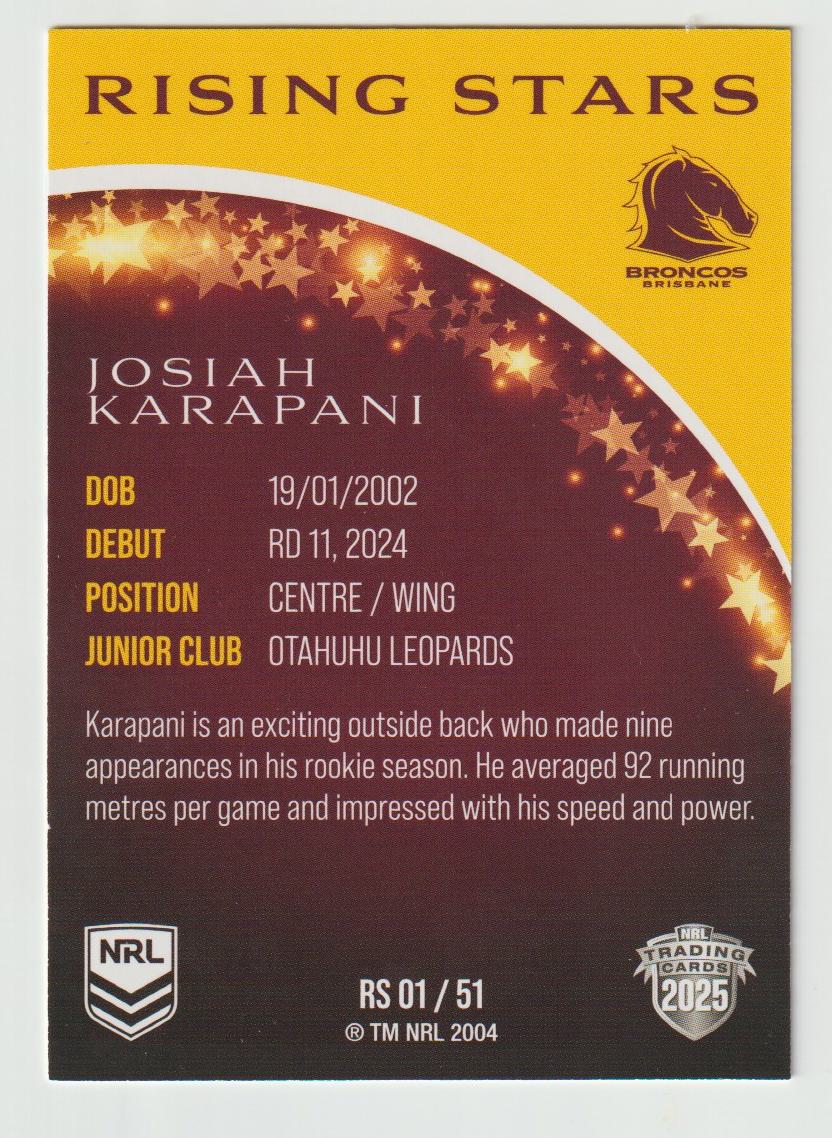 RISING STARS
BRONCOS
BRISBANE
JOSIAH
KARAPANI
DOB 19/01/2002
DEBUT RD 11, 2024
POSITION CENTRE / WING
JUNIOR CLUB OTAHUHU LEOPARDS
Karapani is an exciting outside back who made nine
appearances in his rookie season. He averaged 92 running
metres per game and impressed with his speed and power.
NRL
RS 01 / 51
® TM NRL 2004
NRL
TRADING
CARDS
2025